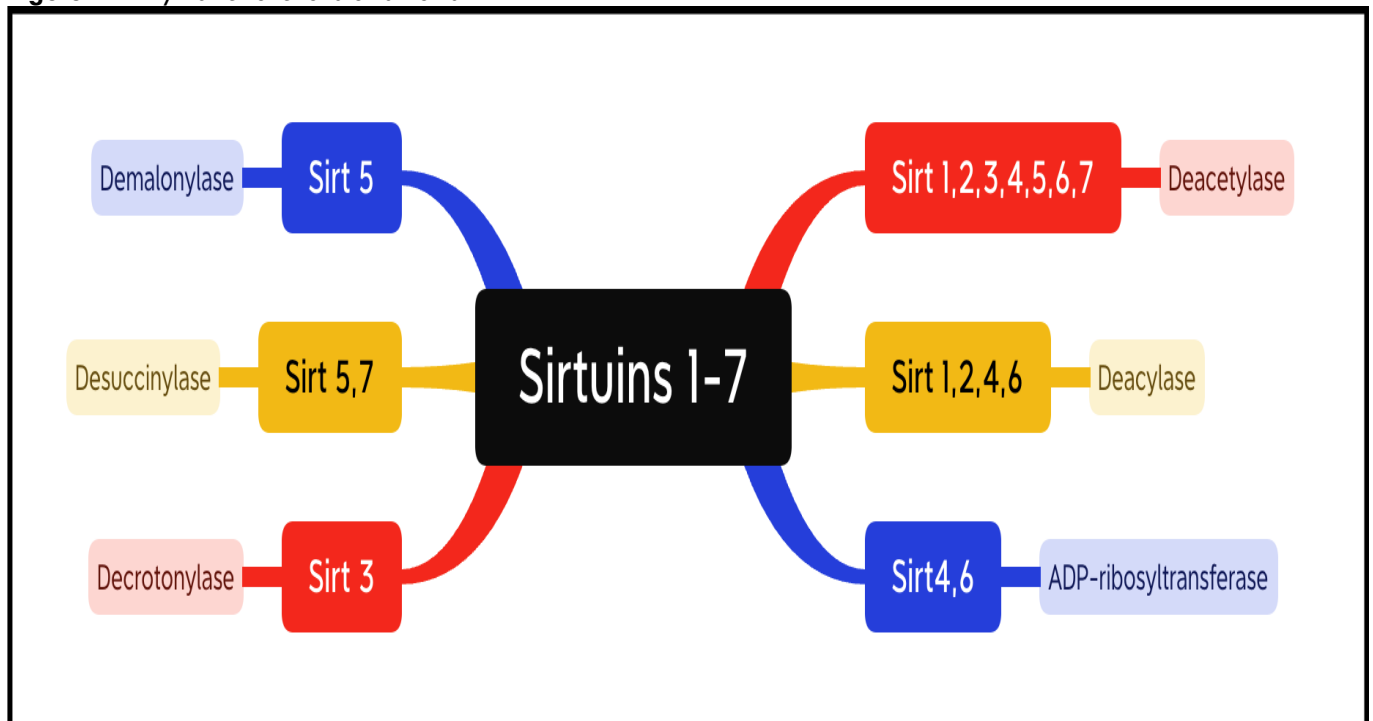 Demalonylase
Sirt 5
Sirt 1,2,3,4,5,6,7
Deacetylase
Desuccinylase
Sirt 5,7
Sirtuins 1-7
Sirt 1,2,4,6
Deacylase
Decrotonylase
Sirt 3
Sirt4,6
ADP-ribosyltransferase